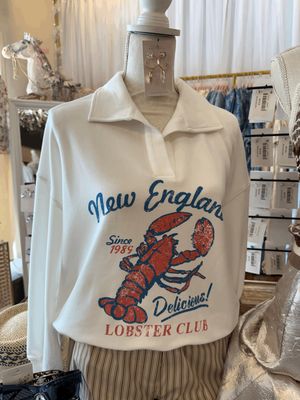 New England
Since
1989
Delicious!
LOBSTER CLUB